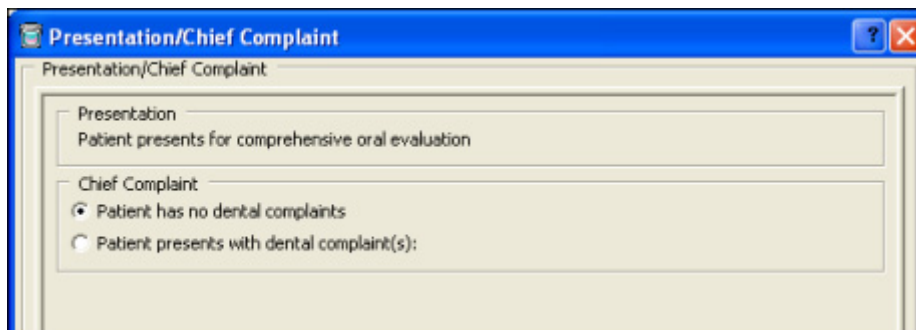 Presentation/Chief Complaint
?
Presentation/Chief Complaint
Presentation
Patient presents for comprehensive oral evaluation
Chief Complaint
Patient has no dental complaints
Patient presents with dental complaint(s):